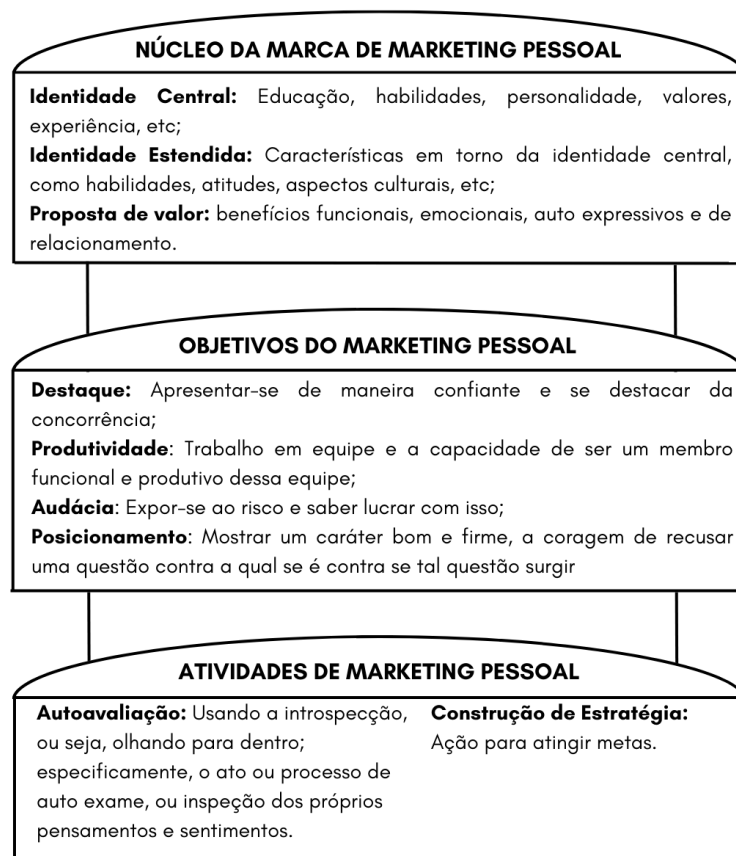 NÚCLEO DA MARCA DE MARKETING PESSOAL
Identidade Central: Educação, habilidades, personalidade, valores,
experiência, etc;
Identidade Estendida: Características em torno da identidade central,
como habilidades, atitudes, aspectos culturais, etc;
Proposta de valor: benefícios funcionais, emocionais, auto expressivos e de
relacionamento.
OBJETIVOS DO MARKETING PESSOAL
Destaque: Apresentar-se de maneira confiante e se destacar da
concorrência;
Produtividade: Trabalho em equipe e a capacidade de ser um membro
funcional e produtivo dessa equipe;
Audácia: Expor-se ao risco e saber lucrar com isso;
Posicionamento: Mostrar um caráter bom e firme, a coragem de recusar
uma questão contra a qual se é contra se tal questão surgir
ATIVIDADES DE MARKETING PESSOAL
Autoavaliação: Usando a introspecção,
ou seja, olhando para dentro;
especificamente, o ato ou processo de
auto exame, ou inspeção dos próprios
pensamentos e sentimentos.
Construção de Estratégia:
Ação para atingir metas.